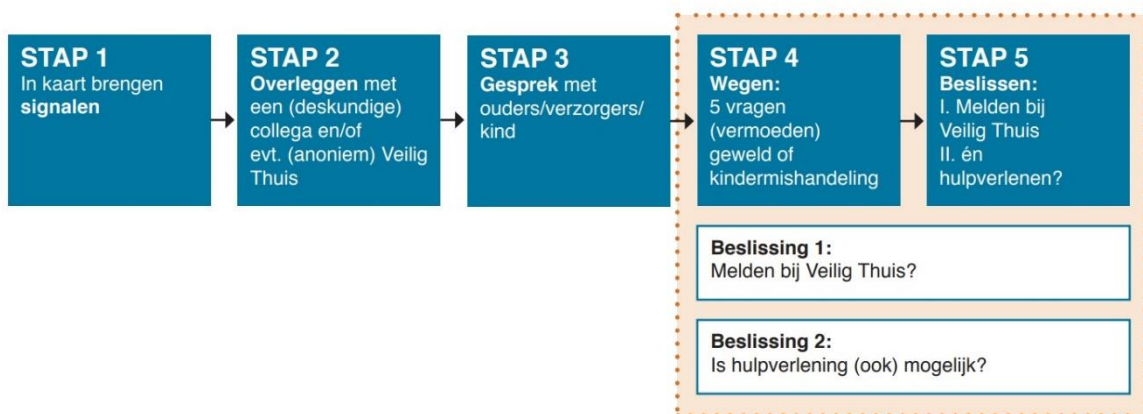 STAP 1
In kaart brengen
signalen
STAP 2
Overleggen met
een (deskundige)
collega en/of
evt. (anoniem) Veilig
Thuis
STAP 3
Gesprek met
ouders/verzorgers/
kind
STAP 4
Wegen:
5 vragen
(vermoeden)
geweld of
kindermishandeling
STAP 5
Beslissen:
I. Melden bij
Veilig Thuis
II. én
hulpverlenen?
Beslissing 1:
Melden bij Veilig Thuis?
Beslissing 2:
Is hulpverlening (ook) mogelijk?